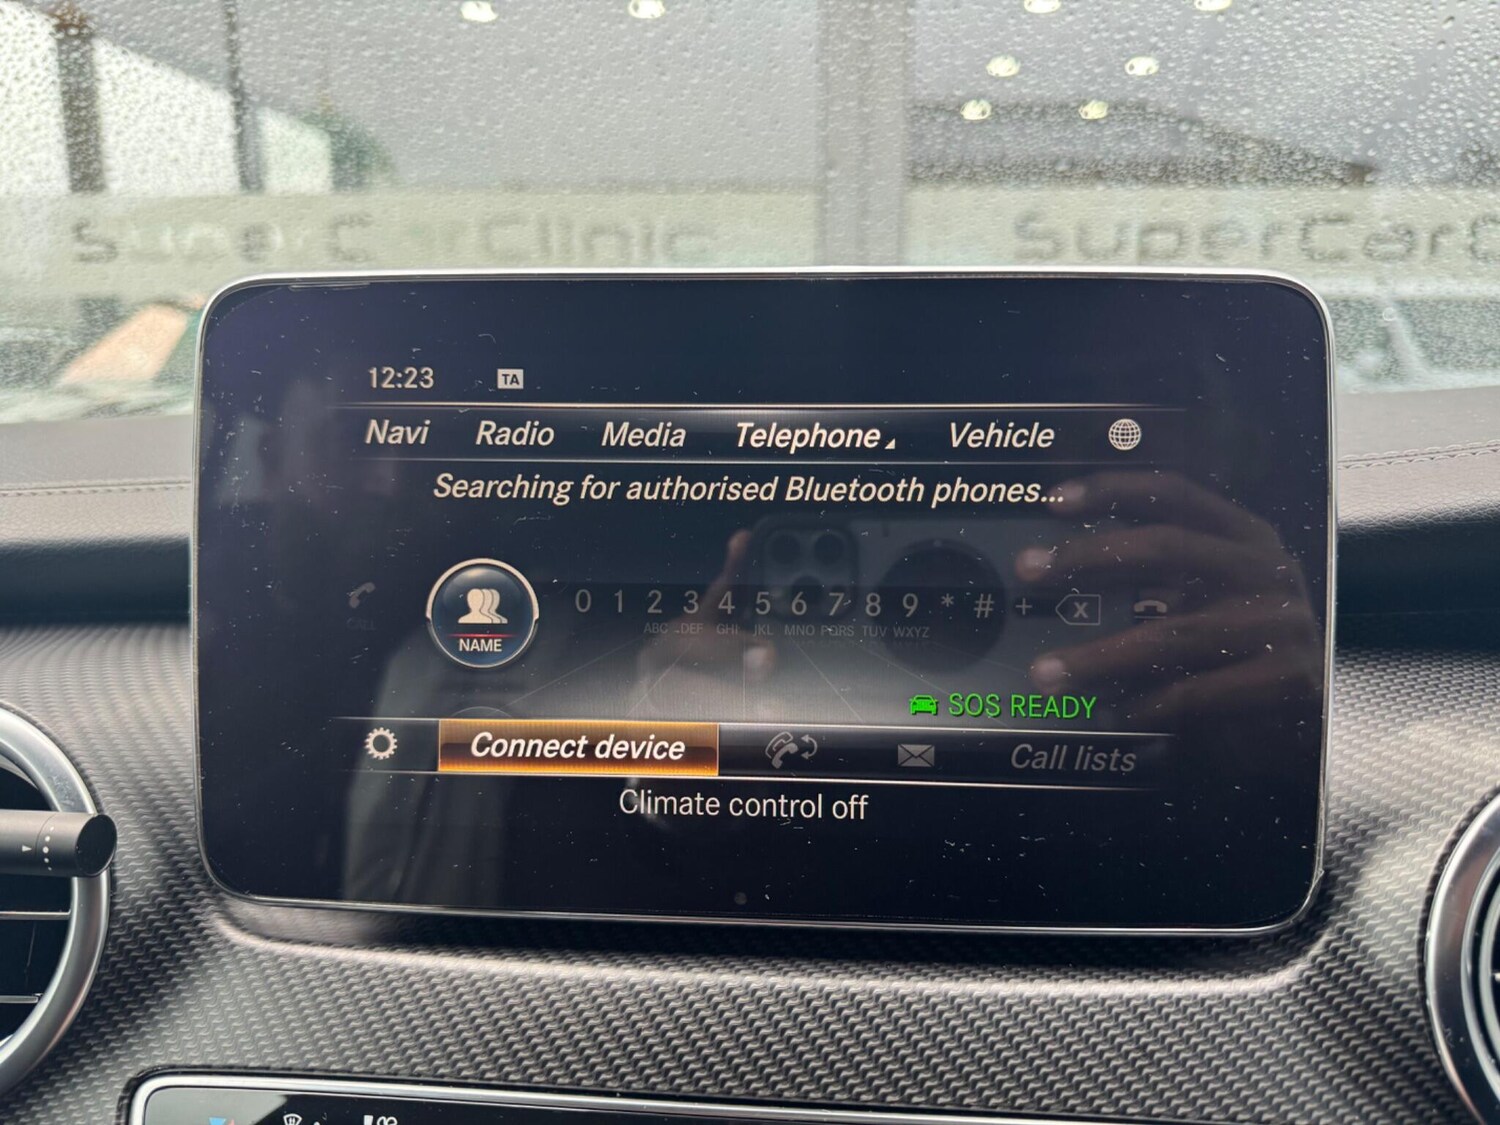 SuperCarClinic SuperCar
12:23 TA
Navi Radio Media Telephone Vehicle
Searching for authorised Bluetooth phones...
CALL 0 1 2 3 4 5 6 7 8 9 * # + X
ABC DEF GHI JKL MNO PQRS TUV WXYZ
NAME
SOS READY
Connect device Call lists
Climate control off